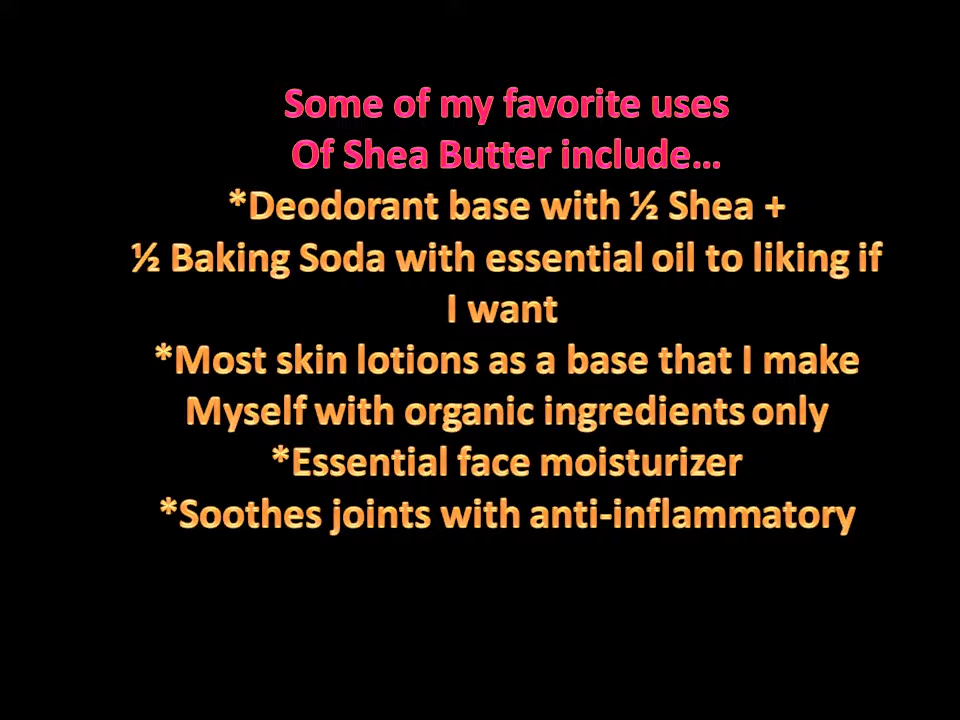 Some of my favorite uses
Of Shea Butter include...
*Deodorant base with ½ Shea +
½ Baking Soda with essential oil to liking if
I want
*Most skin lotions as a base that I make
Myself with organic ingredients only
*Essential face moisturizer
*Soothes joints with anti-inflammatory